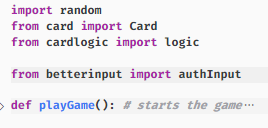 import random
from card import Card
from cardlogic import logic
from betterinput import authInput
def playGame(): # starts the game…